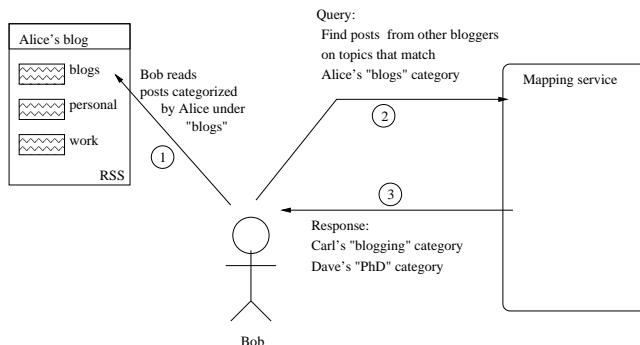 Alice's blog
blogs
personal
work
RSS
Bob reads
posts categorized
by Alice under
"blogs"
1
Query:
Find posts from other bloggers
on topics that match
Alice's "blogs" category
2
Mapping service
3
Response:
Carl's "blogging" category
Dave's "PhD" category
Bob